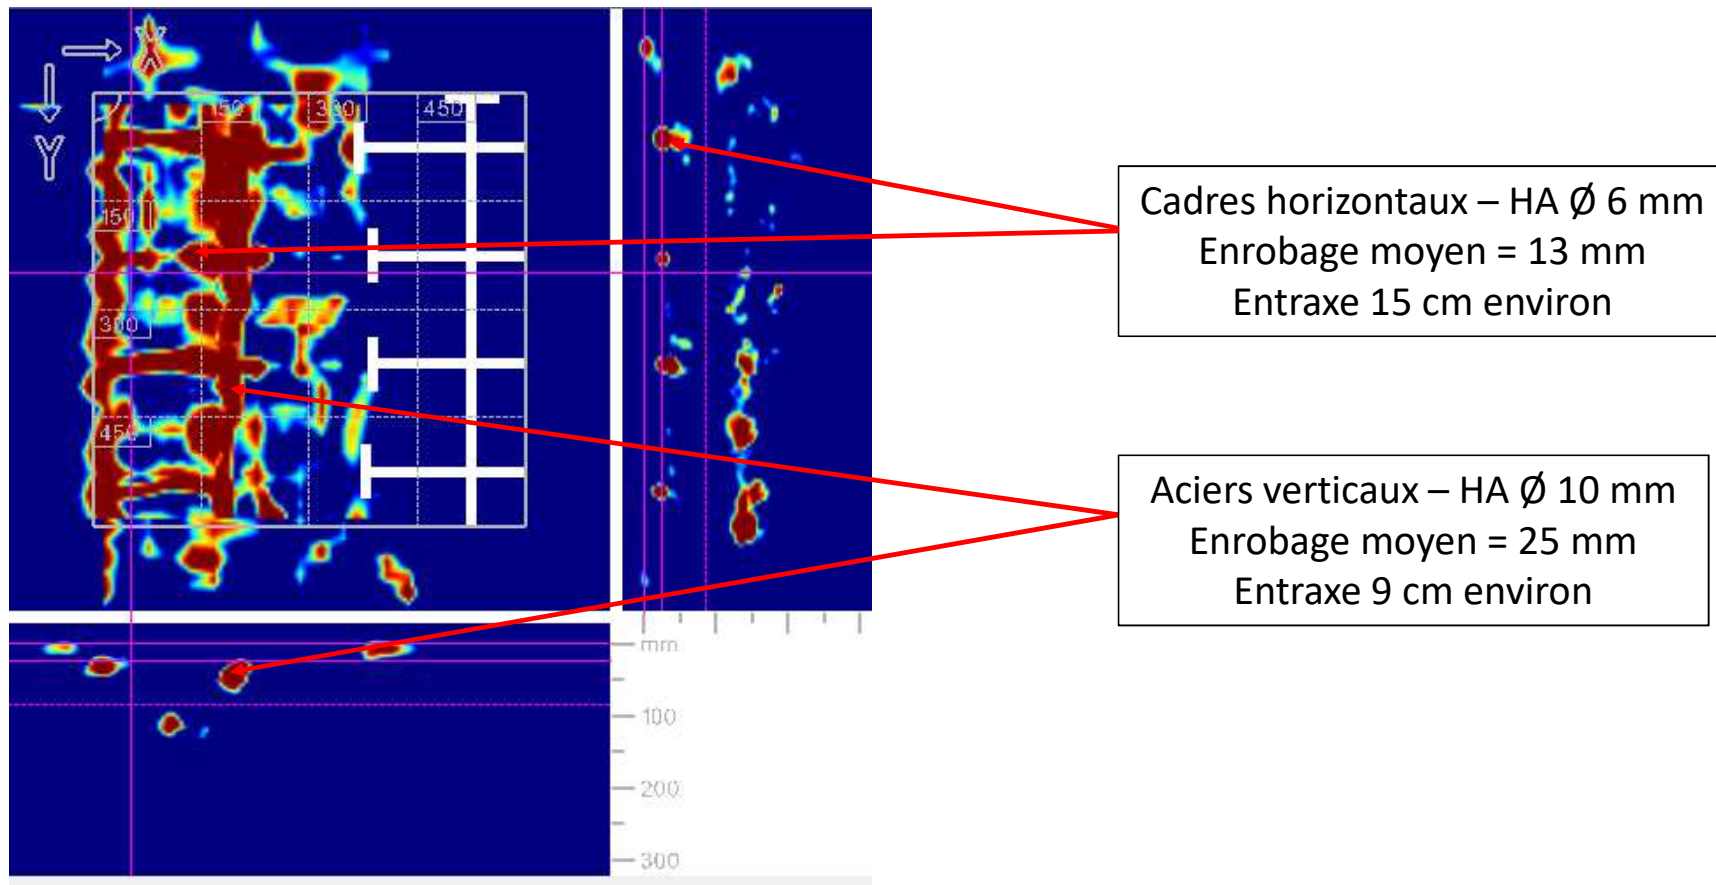 X
Y
150
300
450
150
300
450
mm
100
200
300
Cadres horizontaux – HA Ø 6 mm
Enrobage moyen = 13 mm
Entraxe 15 cm environ
Aciers verticaux – HA Ø 10 mm
Enrobage moyen = 25 mm
Entraxe 9 cm environ